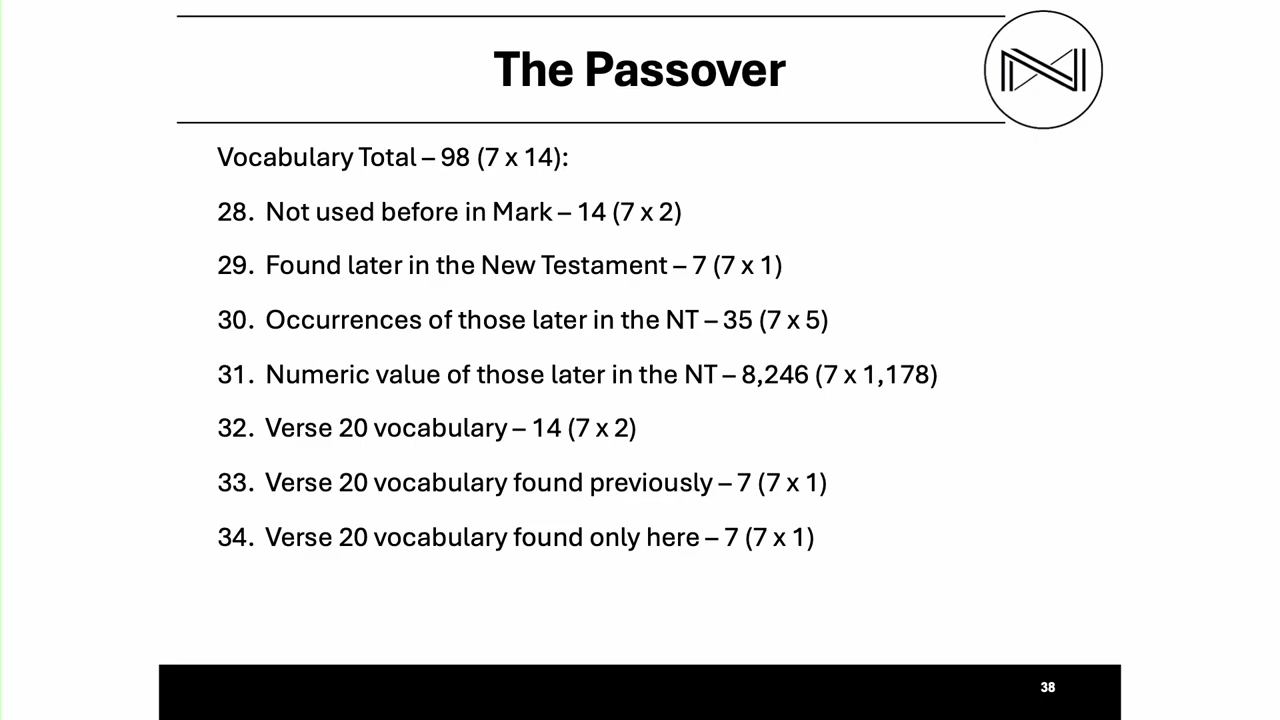 The Passover
Vocabulary Total – 98 (7 x 14):
28. Not used before in Mark – 14 (7 x 2)
29. Found later in the New Testament – 7 (7 x 1)
30. Occurrences of those later in the NT – 35 (7 x 5)
31. Numeric value of those later in the NT – 8,246 (7 x 1,178)
32. Verse 20 vocabulary – 14 (7 x 2)
33. Verse 20 vocabulary found previously – 7 (7 x 1)
34. Verse 20 vocabulary found only here – 7 (7 x 1)
38